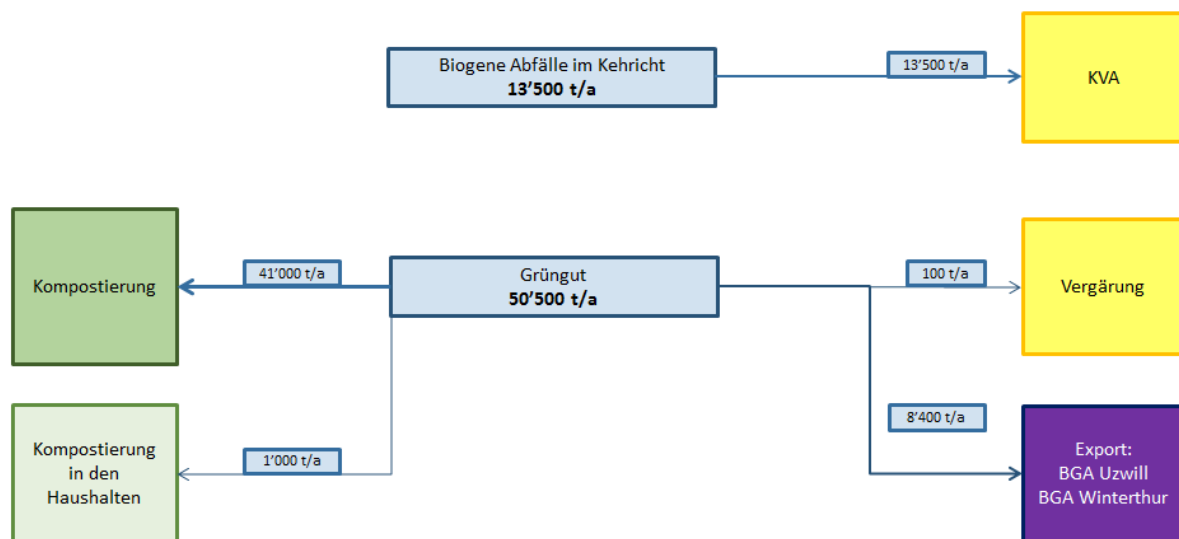 Biogene Abfälle im Kehricht
13’500 t/a
13’500 t/a
KVA
Kompostierung
41’000 t/a
Grüngut
50’500 t/a
100 t/a
Vergärung
Kompostierung
in den
Haushalten
1’000 t/a
8’400 t/a
Export:
BGA Uzwill
BGA Winterthur